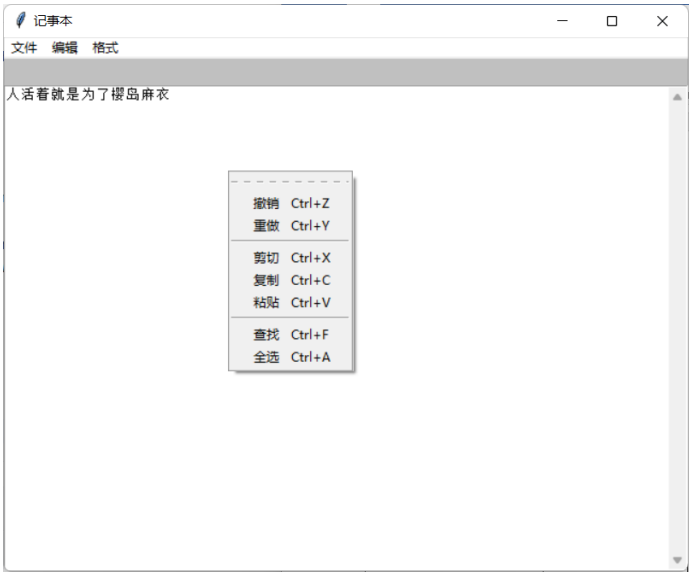 记事本
文件 编辑 格式
人活着就是为了樱岛麻衣
撤销 Ctrl+Z
重做 Ctrl+Y
剪切 Ctrl+X
复制 Ctrl+C
粘贴 Ctrl+V
查找 Ctrl+F
全选 Ctrl+A